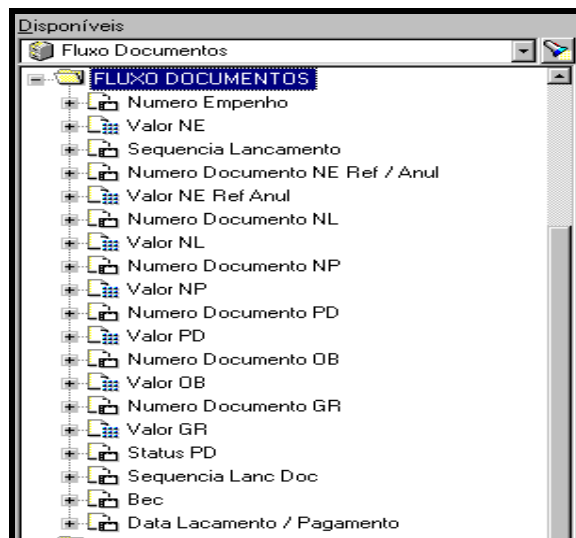 Disponíveis
Fluxo Documentos
FLUXO DOCUMENTOS
Numero Empenho
Valor NE
Sequencia Lancamento
Numero Documento NE Ref / Anul
Valor NE Ref Anul
Numero Documento NL
Valor NL
Numero Documento NP
Valor NP
Numero Documento PD
Valor PD
Numero Documento OB
Valor OB
Numero Documento GR
Valor GR
Status PD
Sequencia Lanc Doc
Bec
Data Lacamento / Pagamento